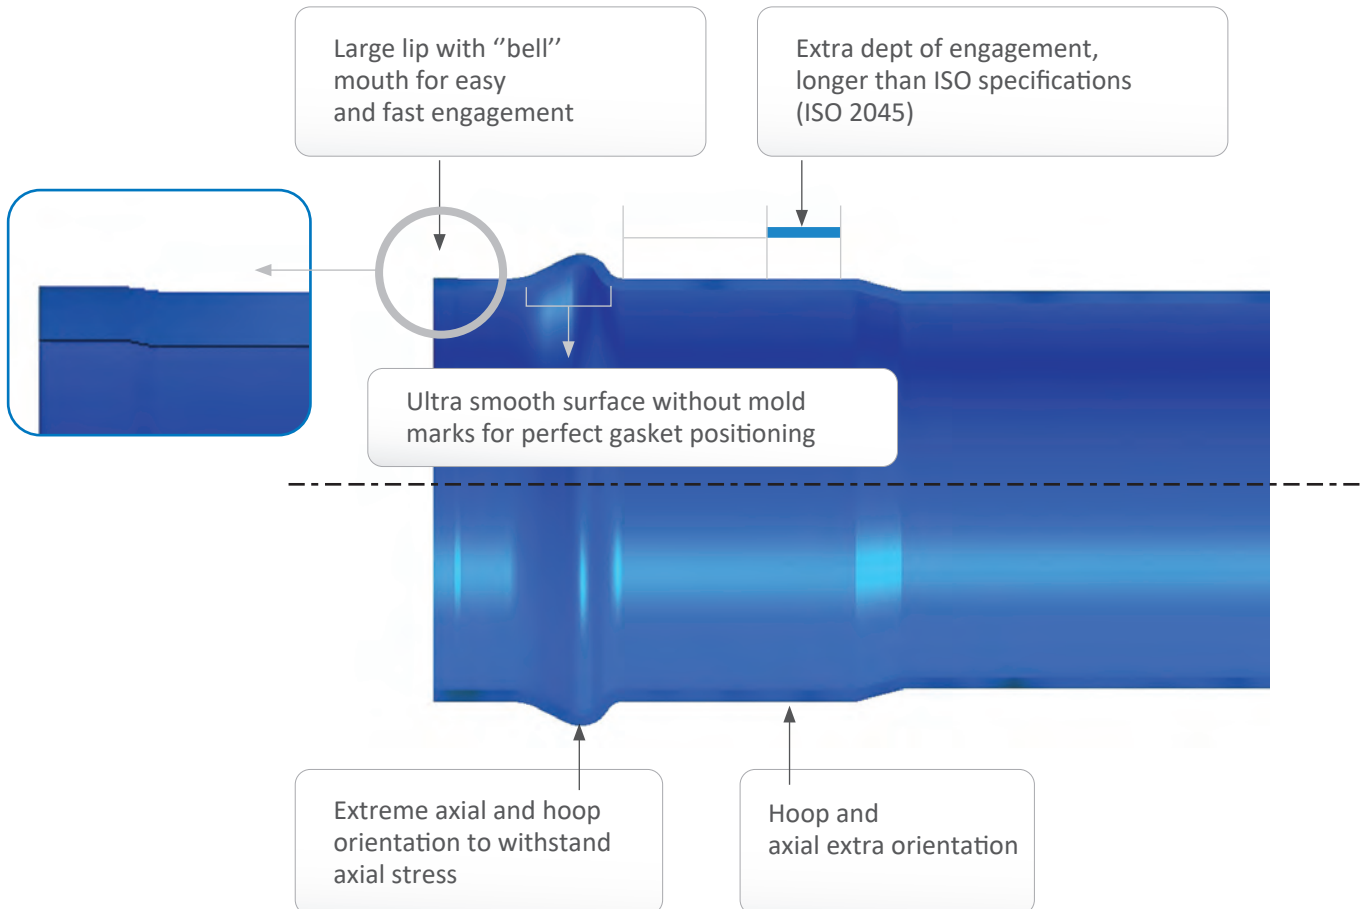 Large lip with ‘‘bell’’
mouth for easy
and fast engagement
Extra dept of engagement,
longer than ISO specifications
(ISO 2045)
Ultra smooth surface without mold
marks for perfect gasket positioning
Extreme axial and hoop
orientation to withstand
axial stress
Hoop and
axial extra orientation